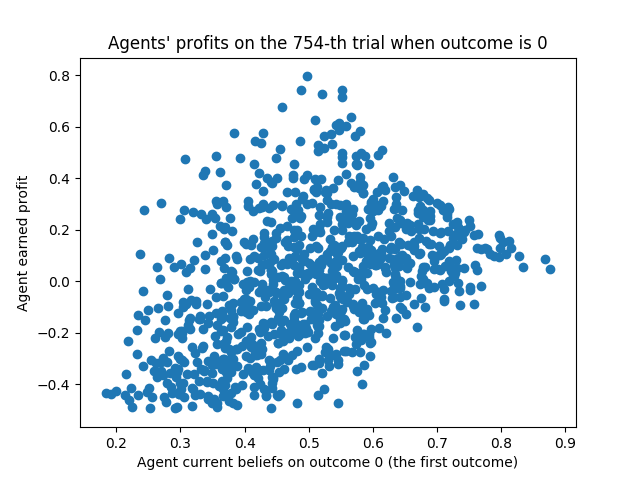 Agents' profits on the 754-th trial when outcome is 0
0.8
0.6
0.4
0.2
0.0
−0.2
−0.4
Agent earned profit
0.2 0.3 0.4 0.5 0.6 0.7 0.8 0.9
Agent current beliefs on outcome 0 (the first outcome)